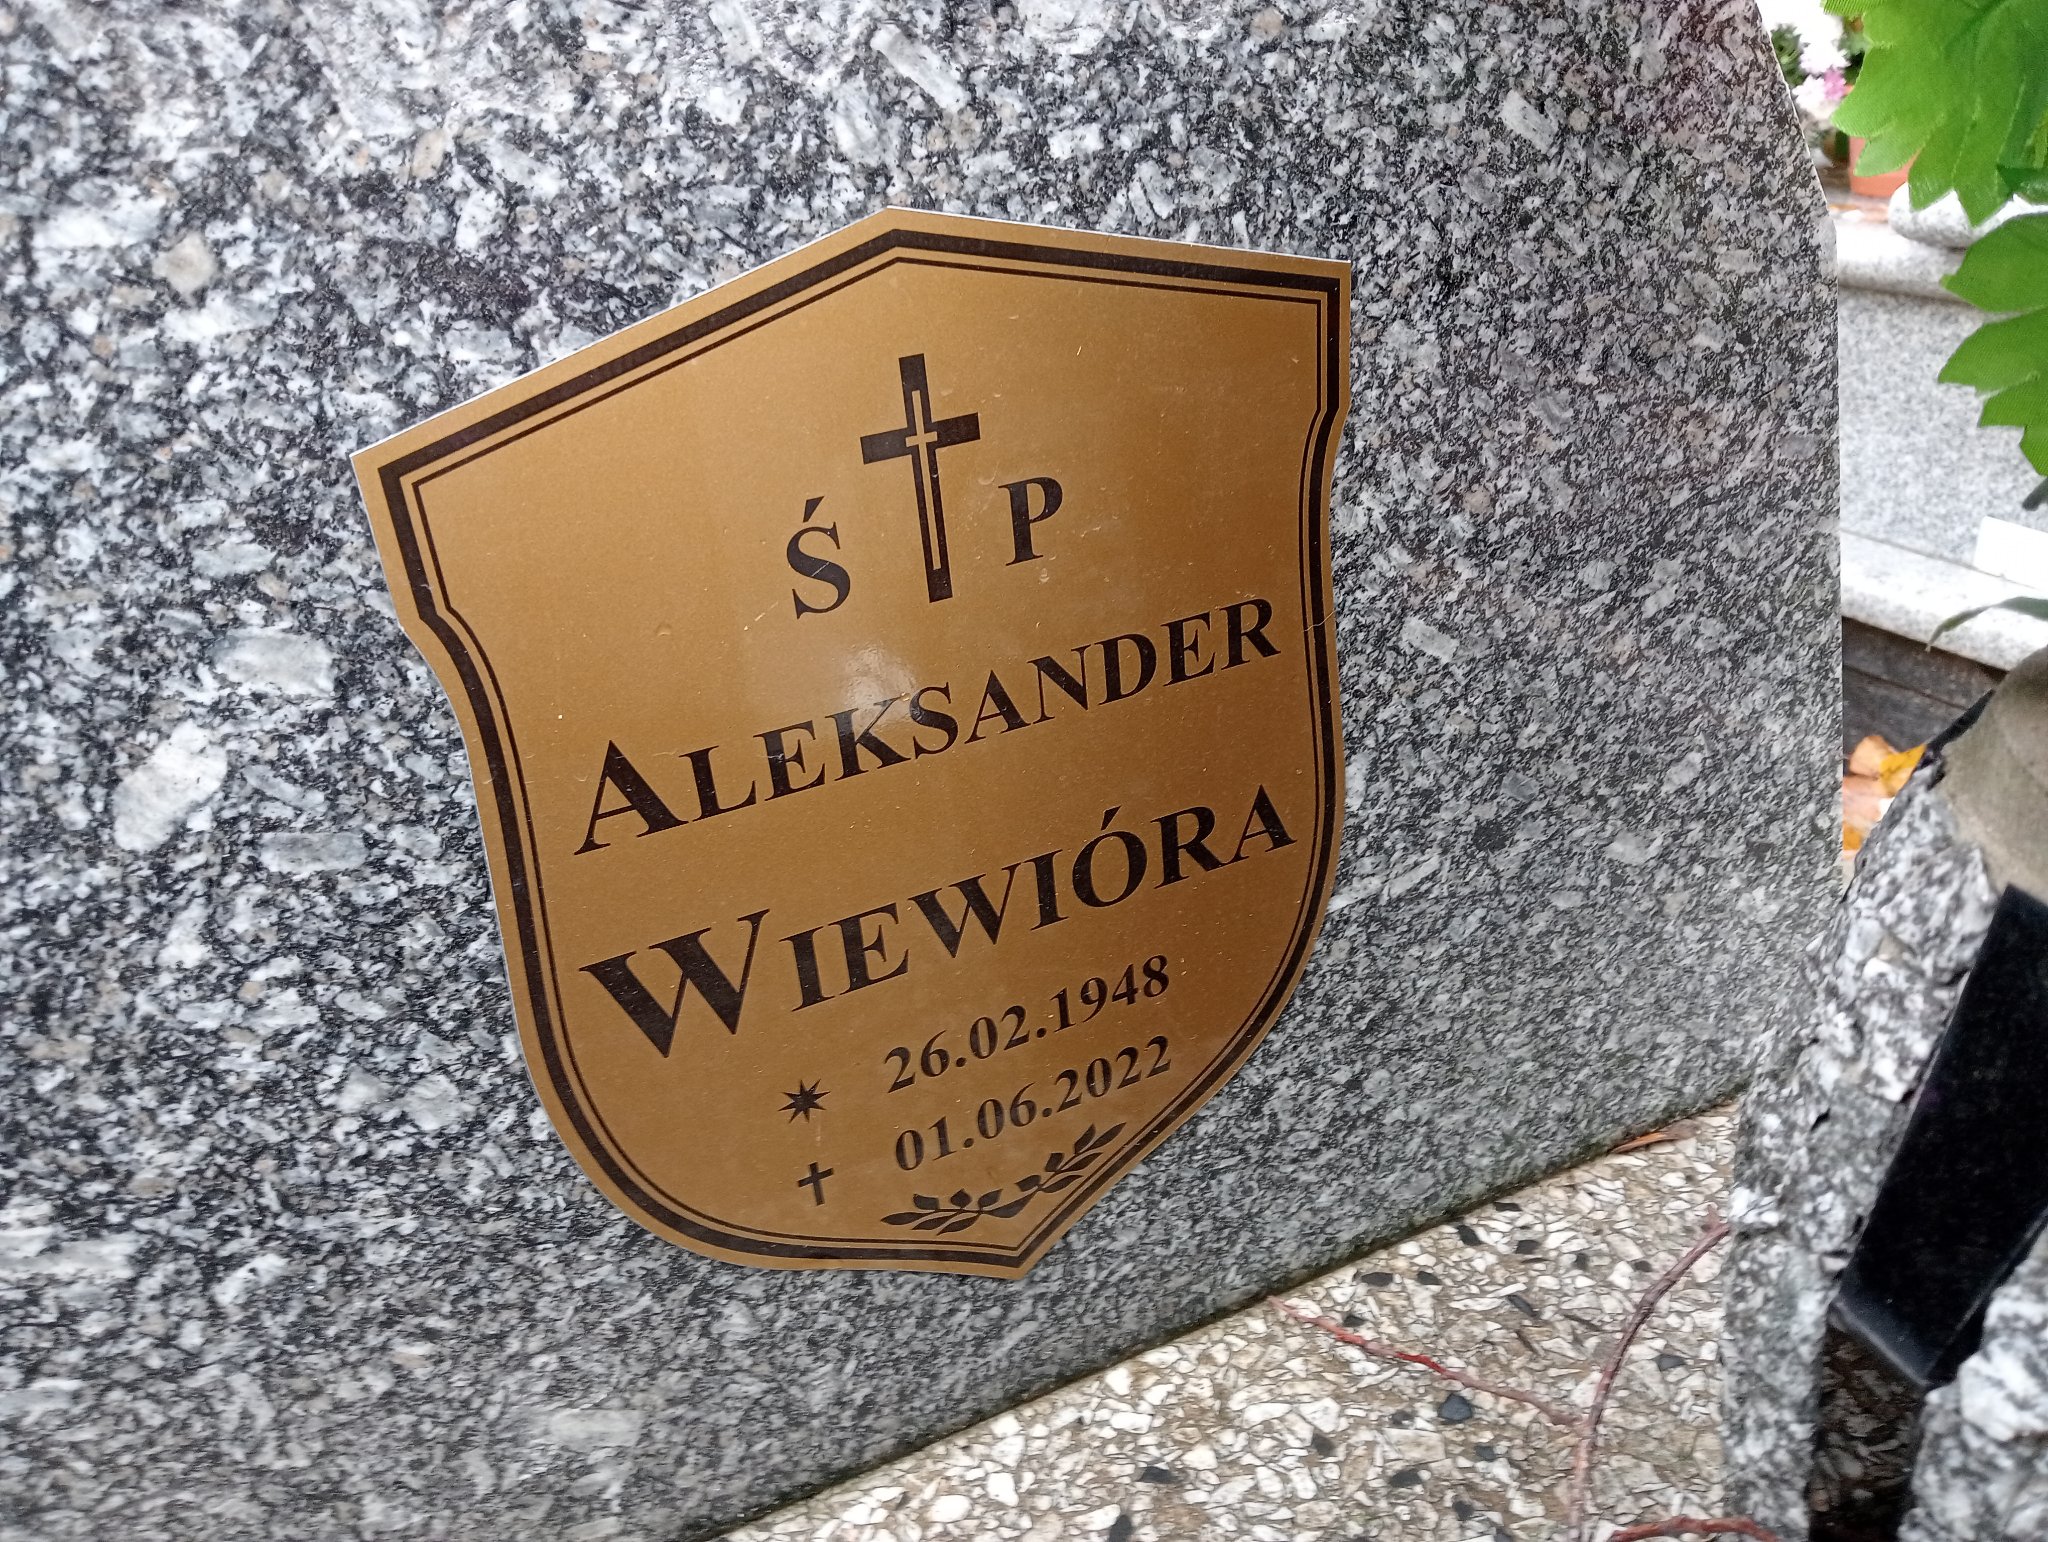 Ś P
ALEKSANDER
WIEWIÓRA
26.02.1948
01.06.2022